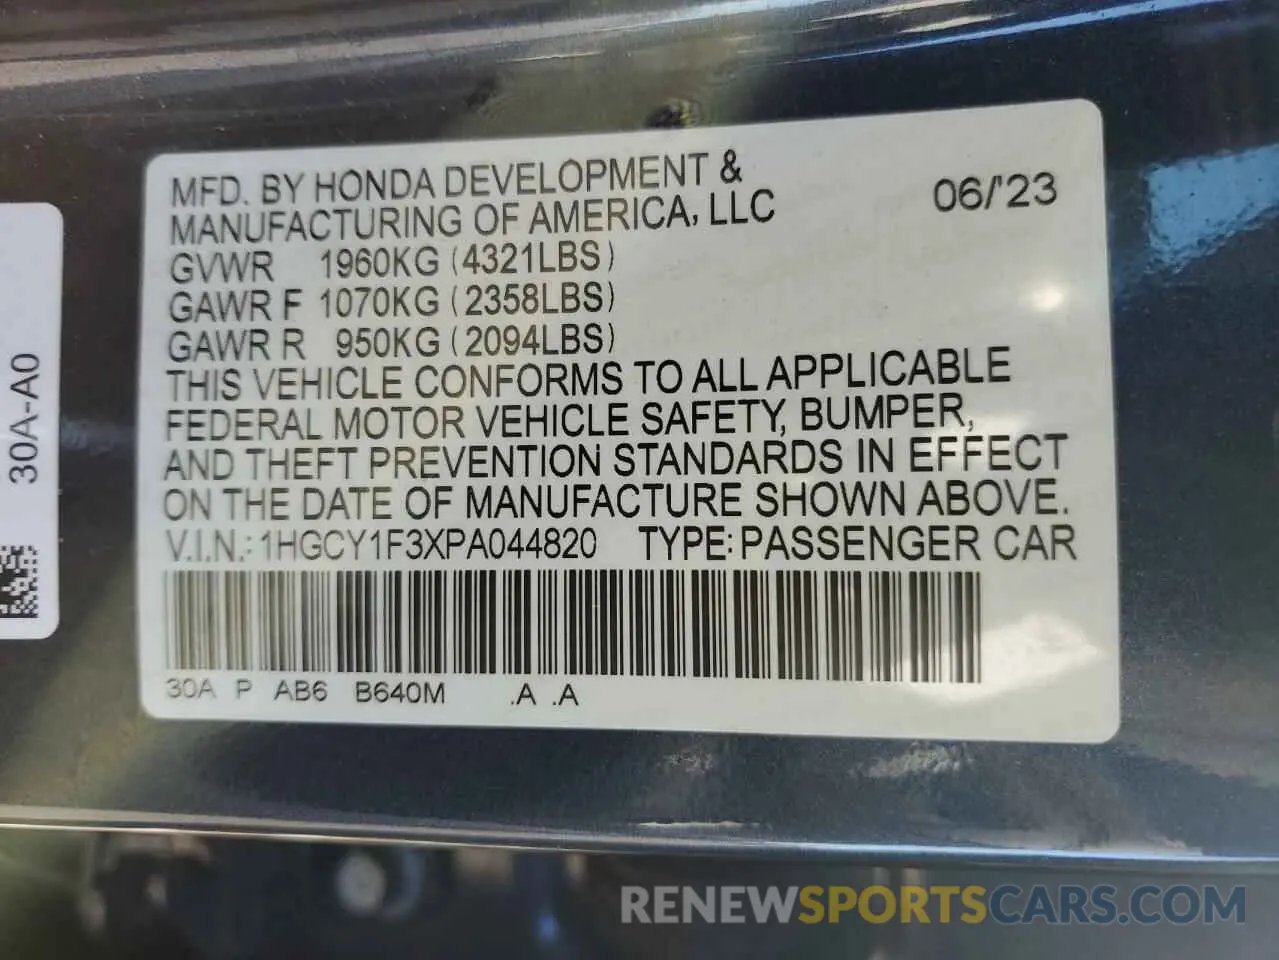 MFD. BY HONDA DEVELOPMENT &
MANUFACTURING OF AMERICA, LLC
06/'23
GVWR 1960KG (4321LBS)
GAWR F 1070KG (2358LBS)
GAWR R 950KG (2094LBS)
THIS VEHICLE CONFORMS TO ALL APPLICABLE
FEDERAL MOTOR VEHICLE SAFETY, BUMPER,
AND THEFT PREVENTION STANDARDS IN EFFECT
ON THE DATE OF MANUFACTURE SHOWN ABOVE.
V.I.N.: 1HGCY1F3XPA044820 TYPE: PASSENGER CAR
30A P AB6 B640M .A .A
30A-A0
RENEWSPORTSCARS.COM